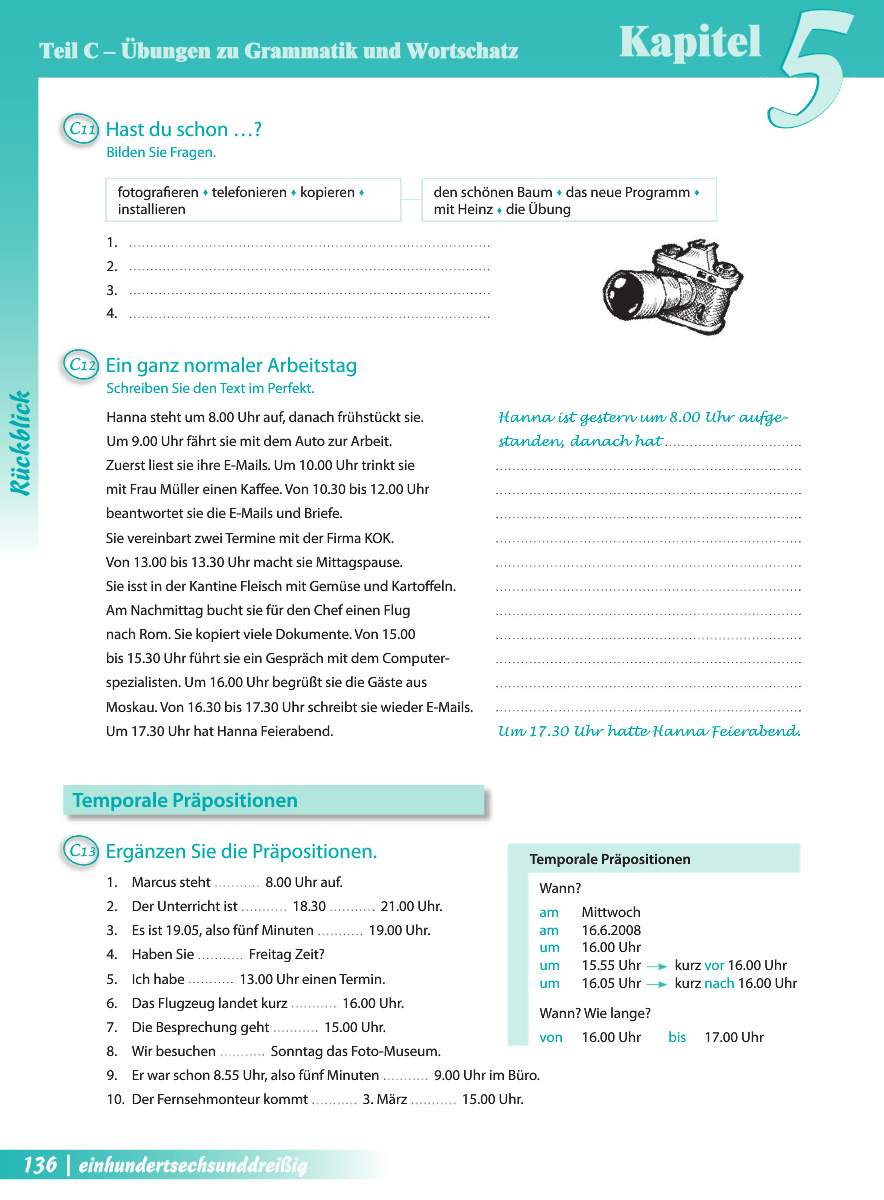 Teil C – Übungen zu Grammatik und Wortschatz
Kapitel 5
Rückblick
C11 Hast du schon …?
Bilden Sie Fragen.
fotografieren ♦ telefonieren ♦ kopieren ♦
installieren
den schönen Baum ♦ das neue Programm ♦
mit Heinz ♦ die Übung
1. ......................................................................................
2. ......................................................................................
3. ......................................................................................
4. ......................................................................................
C12 Ein ganz normaler Arbeitstag
Schreiben Sie den Text im Perfekt.
Hanna steht um 8.00 Uhr auf, danach frühstückt sie.
Um 9.00 Uhr fährt sie mit dem Auto zur Arbeit.
Zuerst liest sie ihre E-Mails. Um 10.00 Uhr trinkt sie
mit Frau Müller einen Kaffee. Von 10.30 bis 12.00 Uhr
beantwortet sie die E-Mails und Briefe.
Sie vereinbart zwei Termine mit der Firma KOK.
Von 13.00 bis 13.30 Uhr macht sie Mittagspause.
Sie isst in der Kantine Fleisch mit Gemüse und Kartoffeln.
Am Nachmittag bucht sie für den Chef einen Flug
nach Rom. Sie kopiert viele Dokumente. Von 15.00
bis 15.30 Uhr führt sie ein Gespräch mit dem Computer-
spezialisten. Um 16.00 Uhr begrüßt sie die Gäste aus
Moskau. Von 16.30 bis 17.30 Uhr schreibt sie wieder E-Mails.
Um 17.30 Uhr hat Hanna Feierabend.
Hanna ist gestern um 8.00 Uhr aufge-
standen, danach hat ................................
Um 17.30 Uhr hatte Hanna Feierabend.
Temporale Präpositionen
C13 Ergänzen Sie die Präpositionen.
1. Marcus steht ........... 8.00 Uhr auf.
2. Der Unterricht ist ........... 18.30 ........... 21.00 Uhr.
3. Es ist 19.05, also fünf Minuten ........... 19.00 Uhr.
4. Haben Sie ........... Freitag Zeit?
5. Ich habe ........... 13.00 Uhr einen Termin.
6. Das Flugzeug landet kurz ........... 16.00 Uhr.
7. Die Besprechung geht ........... 15.00 Uhr.
8. Wir besuchen ........... Sonntag das Foto-Museum.
9. Er war schon 8.55 Uhr, also fünf Minuten ........... 9.00 Uhr im Büro.
10. Der Fernsehmonteur kommt ........... 3. März ........... 15.00 Uhr.
Temporale Präpositionen
Wann?
am Mittwoch
am 16.6.2008
um 16.00 Uhr
um 15.55 Uhr → kurz vor 16.00 Uhr
um 16.05 Uhr → kurz nach 16.00 Uhr
Wann? Wie lange?
von 16.00 Uhr bis 17.00 Uhr
136 | einhundertsechsunddreißig